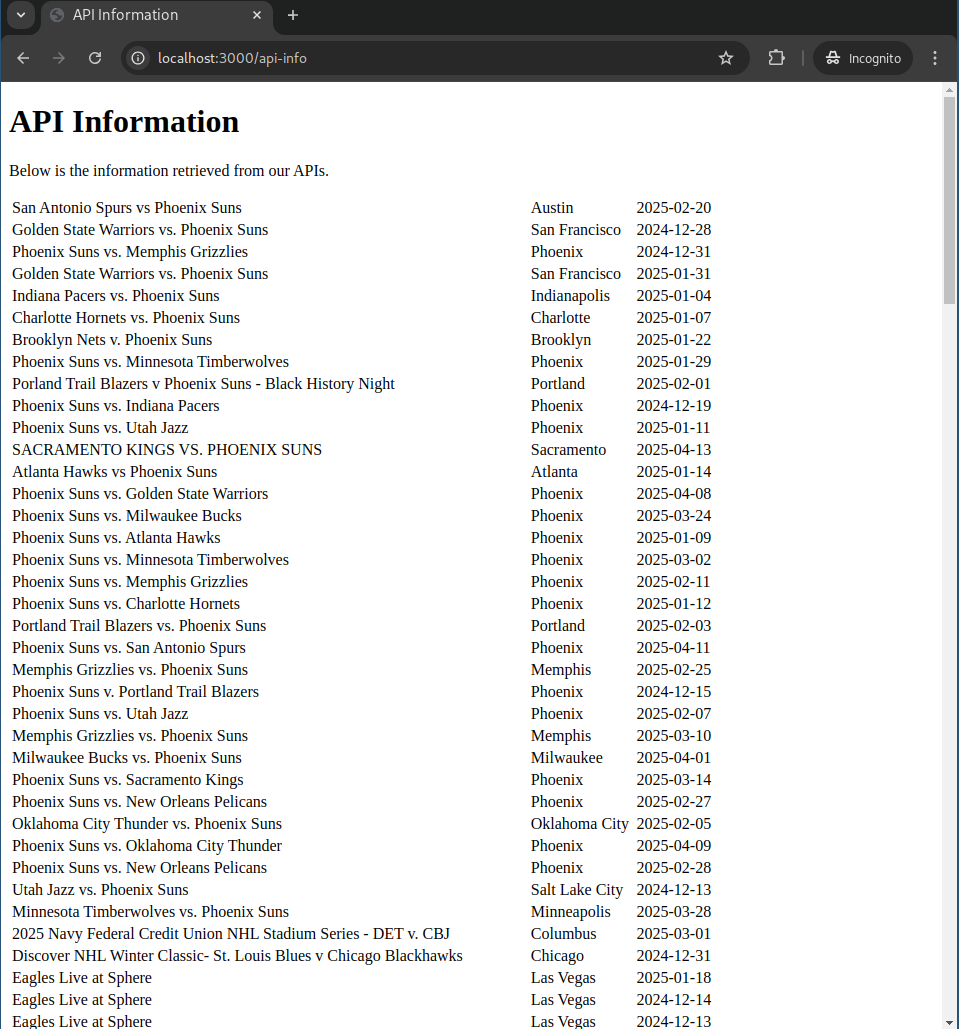 API Information
localhost:3000/api-info
Incognito
API Information
Below is the information retrieved from our APIs.
San Antonio Spurs vs Phoenix Suns Austin 2025-02-20
Golden State Warriors vs. Phoenix Suns San Francisco 2024-12-28
Phoenix Suns vs. Memphis Grizzlies Phoenix 2024-12-31
Golden State Warriors vs. Phoenix Suns San Francisco 2025-01-31
Indiana Pacers vs. Phoenix Suns Indianapolis 2025-01-04
Charlotte Hornets vs. Phoenix Suns Charlotte 2025-01-07
Brooklyn Nets v. Phoenix Suns Brooklyn 2025-01-22
Phoenix Suns vs. Minnesota Timberwolves Phoenix 2025-01-29
Porland Trail Blazers v Phoenix Suns - Black History Night Portland 2025-02-01
Phoenix Suns vs. Indiana Pacers Phoenix 2024-12-19
Phoenix Suns vs. Utah Jazz Phoenix 2025-01-11
SACRAMENTO KINGS VS. PHOENIX SUNS Sacramento 2025-04-13
Atlanta Hawks vs Phoenix Suns Atlanta 2025-01-14
Phoenix Suns vs. Golden State Warriors Phoenix 2025-04-08
Phoenix Suns vs. Milwaukee Bucks Phoenix 2025-03-24
Phoenix Suns vs. Atlanta Hawks Phoenix 2025-01-09
Phoenix Suns vs. Minnesota Timberwolves Phoenix 2025-03-02
Phoenix Suns vs. Memphis Grizzlies Phoenix 2025-02-11
Phoenix Suns vs. Charlotte Hornets Phoenix 2025-01-12
Portland Trail Blazers vs. Phoenix Suns Portland 2025-02-03
Phoenix Suns vs. San Antonio Spurs Phoenix 2025-04-11
Memphis Grizzlies vs. Phoenix Suns Memphis 2025-02-25
Phoenix Suns v. Portland Trail Blazers Phoenix 2024-12-15
Phoenix Suns vs. Utah Jazz Phoenix 2025-02-07
Memphis Grizzlies vs. Phoenix Suns Memphis 2025-03-10
Milwaukee Bucks vs. Phoenix Suns Milwaukee 2025-04-01
Phoenix Suns vs. Sacramento Kings Phoenix 2025-03-14
Phoenix Suns vs. New Orleans Pelicans Phoenix 2025-02-27
Oklahoma City Thunder vs. Phoenix Suns Oklahoma City 2025-02-05
Phoenix Suns vs. Oklahoma City Thunder Phoenix 2025-04-09
Phoenix Suns vs. New Orleans Pelicans Phoenix 2025-02-28
Utah Jazz vs. Phoenix Suns Salt Lake City 2024-12-13
Minnesota Timberwolves vs. Phoenix Suns Minneapolis 2025-03-28
2025 Navy Federal Credit Union NHL Stadium Series - DET v. CBJ Columbus 2025-03-01
Discover NHL Winter Classic- St. Louis Blues v Chicago Blackhawks Chicago 2024-12-31
Eagles Live at Sphere Las Vegas 2025-01-18
Eagles Live at Sphere Las Vegas 2024-12-14
Eagles Live at Sphere Las Vegas 2024-12-13